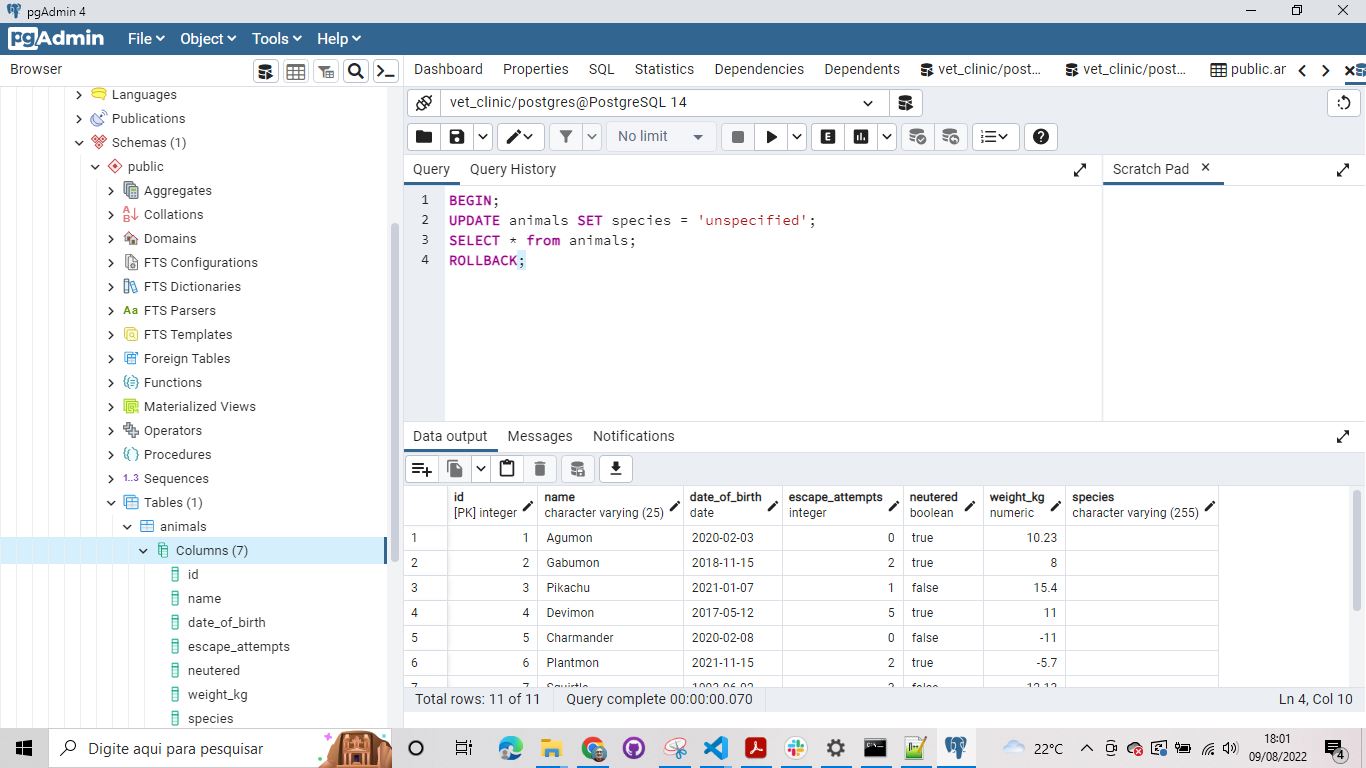 pgAdmin 4
pgAdmin File Object Tools Help
Browser
Dashboard Properties SQL Statistics Dependencies Dependents vet_clinic/post... vet_clinic/post... public.ar
Languages
Publications
Schemas (1)
public
Aggregates
Collations
Domains
FTS Configurations
FTS Dictionaries
Aa FTS Parsers
FTS Templates
Foreign Tables
Functions
Materialized Views
Operators
Procedures
1..3 Sequences
Tables (1)
animals
Columns (7)
id
name
date_of_birth
escape_attempts
neutered
weight_kg
species
vet_clinic/postgres@PostgreSQL 14
No limit
E
Query Query History
Scratch Pad
1 BEGIN;
2 UPDATE animals SET species = 'unspecified';
3 SELECT * from animals;
4 ROLLBACK;
Data output Messages Notifications
id name date_of_birth escape_attempts neutered weight_kg species
[PK] integer character varying (25) date integer boolean numeric character varying (255)
1 1 Agumon 2020-02-03 0 true 10.23
2 2 Gabumon 2018-11-15 2 true 8
3 3 Pikachu 2021-01-07 1 false 15.4
4 4 Devimon 2017-05-12 5 true 11
5 5 Charmander 2020-02-08 0 false -11
6 6 Plantmon 2021-11-15 2 true -5.7
Total rows: 11 of 11 Query complete 00:00:00.070 Ln 4, Col 10
Digite aqui para pesquisar
22°C
18:01
09/08/2022
4